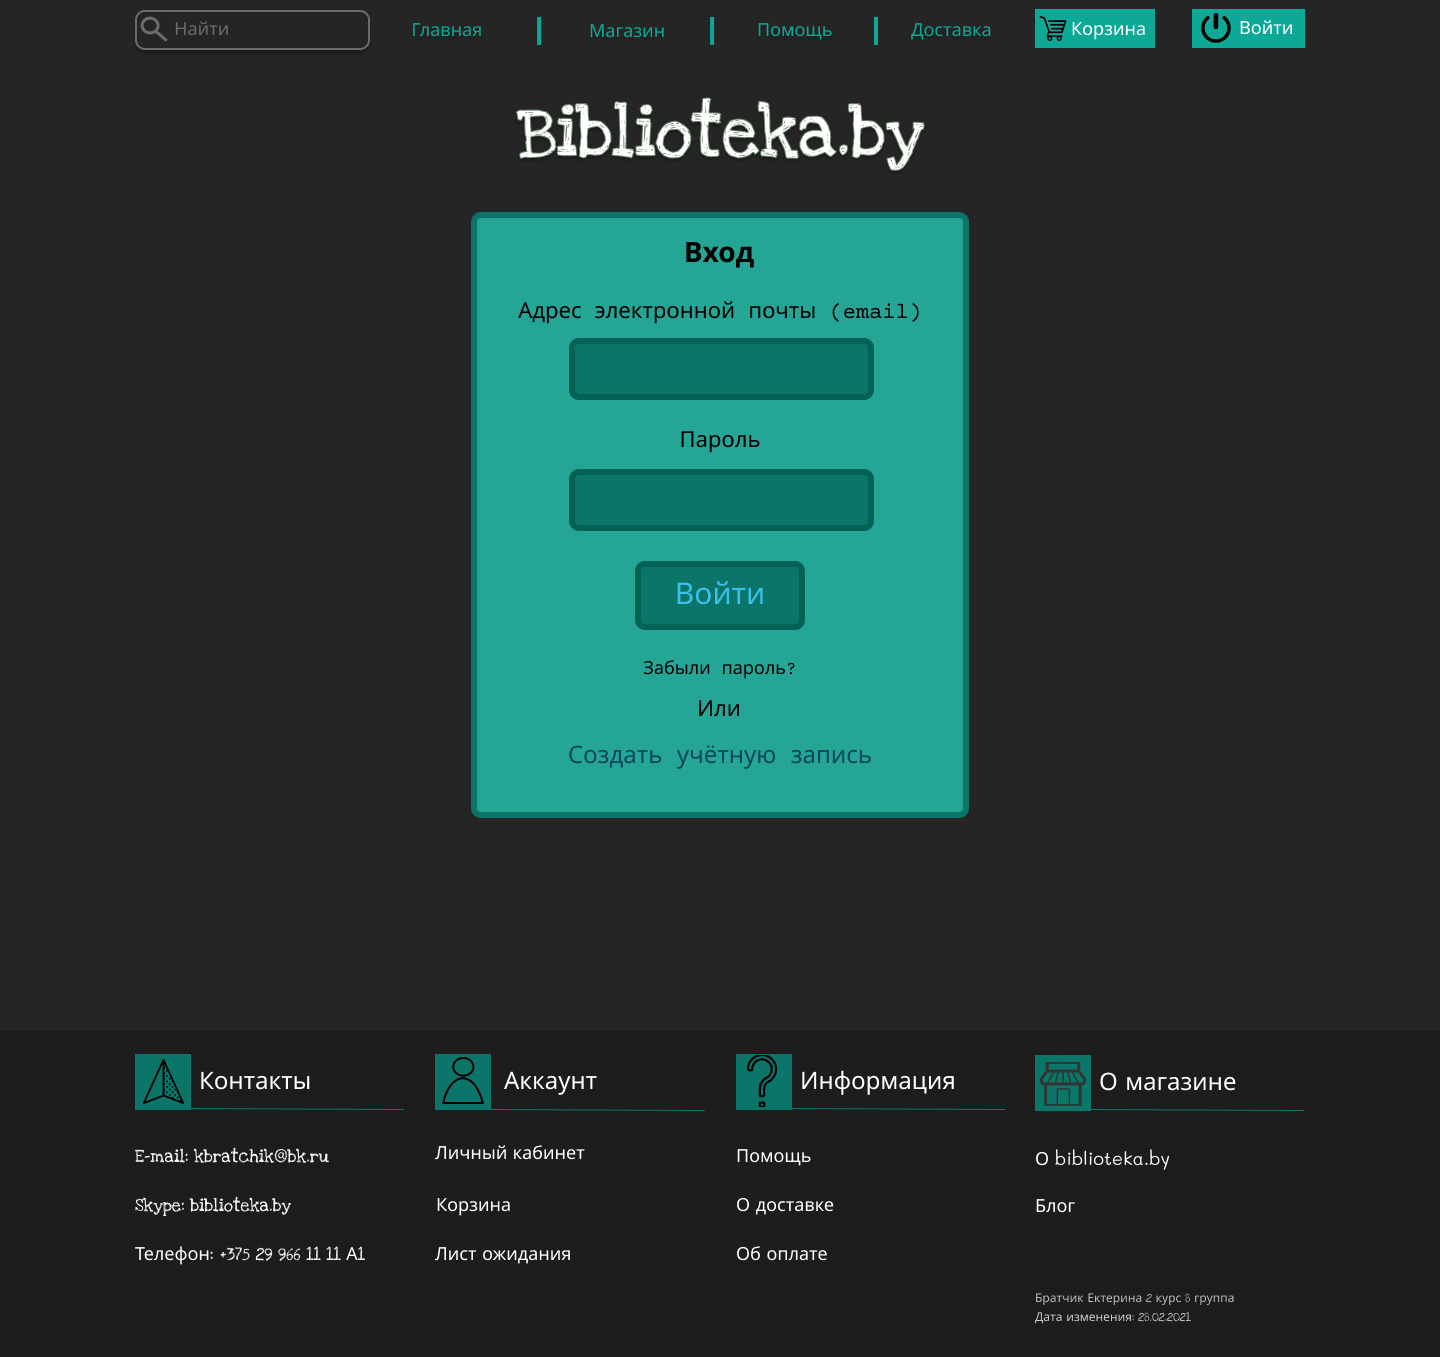 Найти
Главная
Магазин
Помощь
Доставка
Корзина
Войти
Biblioteka.by
Вход
Адрес электронной почты (email)
Пароль
Войти
Забыли пароль?
Или
Создать учётную запись
Контакты
E-mail: kbratchik@bk.ru
Skype: biblioteka.by
Телефон: +375 29 966 11 11 A1
Аккаунт
Личный кабинет
Корзина
Лист ожидания
Информация
Помощь
О доставке
Об оплате
О магазине
О biblioteka.by
Блог
Братчик Ектерина 2 курс 8 группа
Дата изменения: 28.02.2021